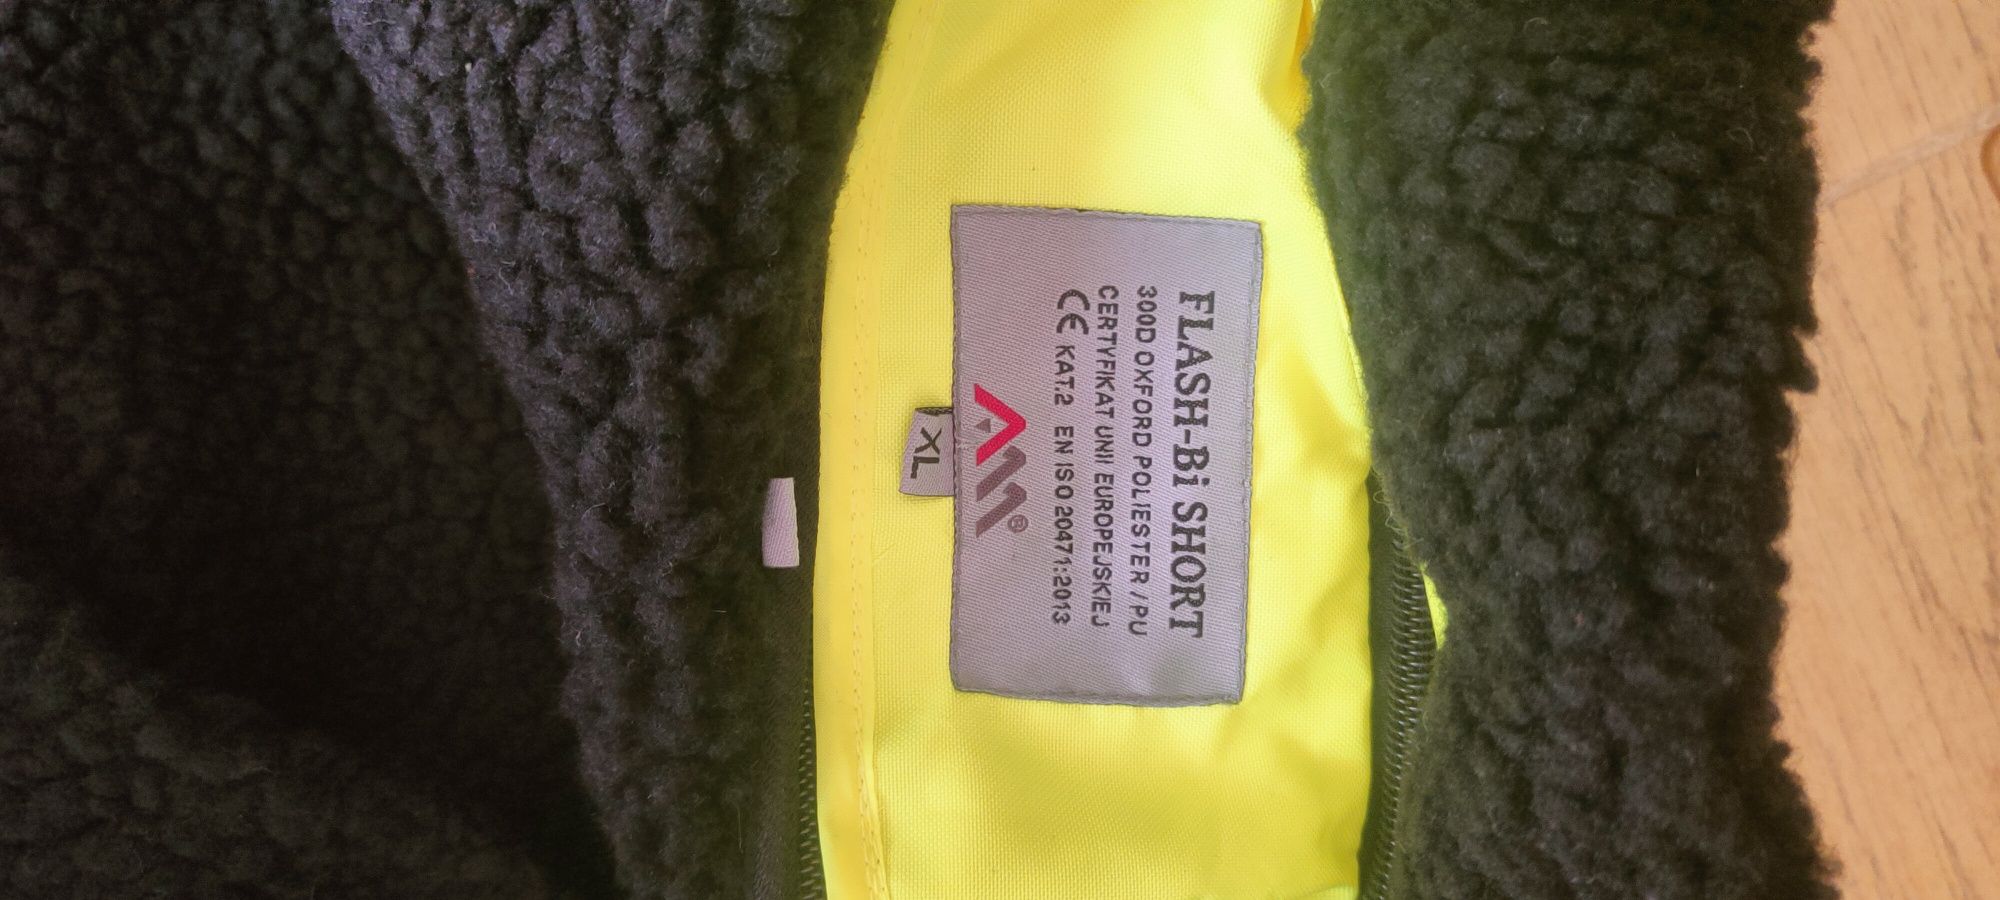 FLASH-Bi SHORT
300D OXFORD POLIESTER / PU
CERTYFIKAT UNII EUROPEJSKIEJ
CE KAT.2 EN ISO 20471:2013
®
XL